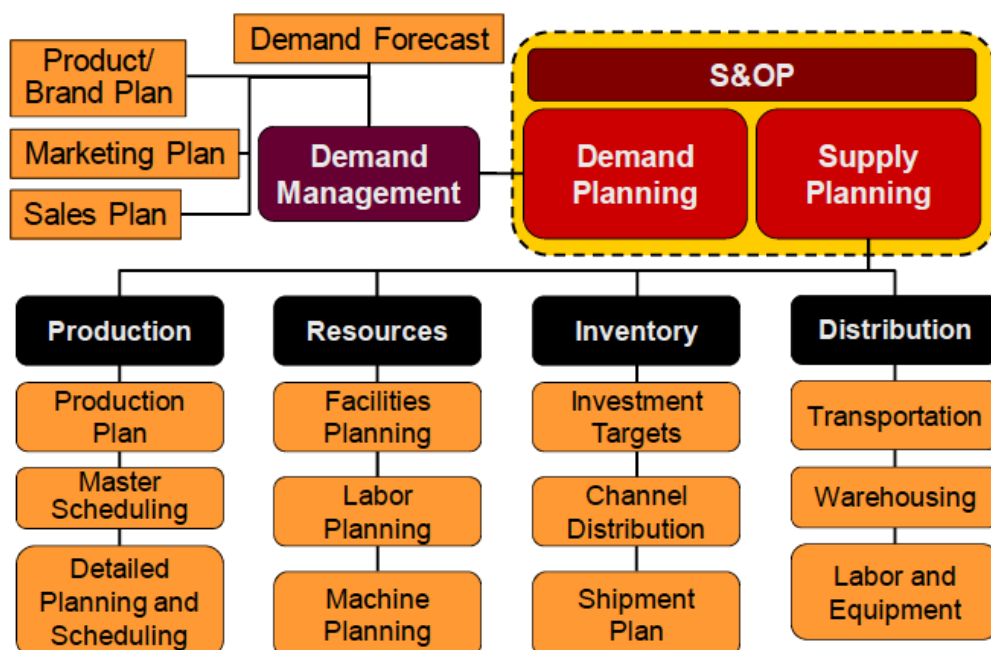 Demand Forecast
Product/
Brand Plan
Marketing Plan
Sales Plan
Demand
Management
S&OP
Demand
Planning
Supply
Planning
Production
Production
Plan
Master
Scheduling
Detailed
Planning and
Scheduling
Resources
Facilities
Planning
Labor
Planning
Machine
Planning
Inventory
Investment
Targets
Channel
Distribution
Shipment
Plan
Distribution
Transportation
Warehousing
Labor and
Equipment